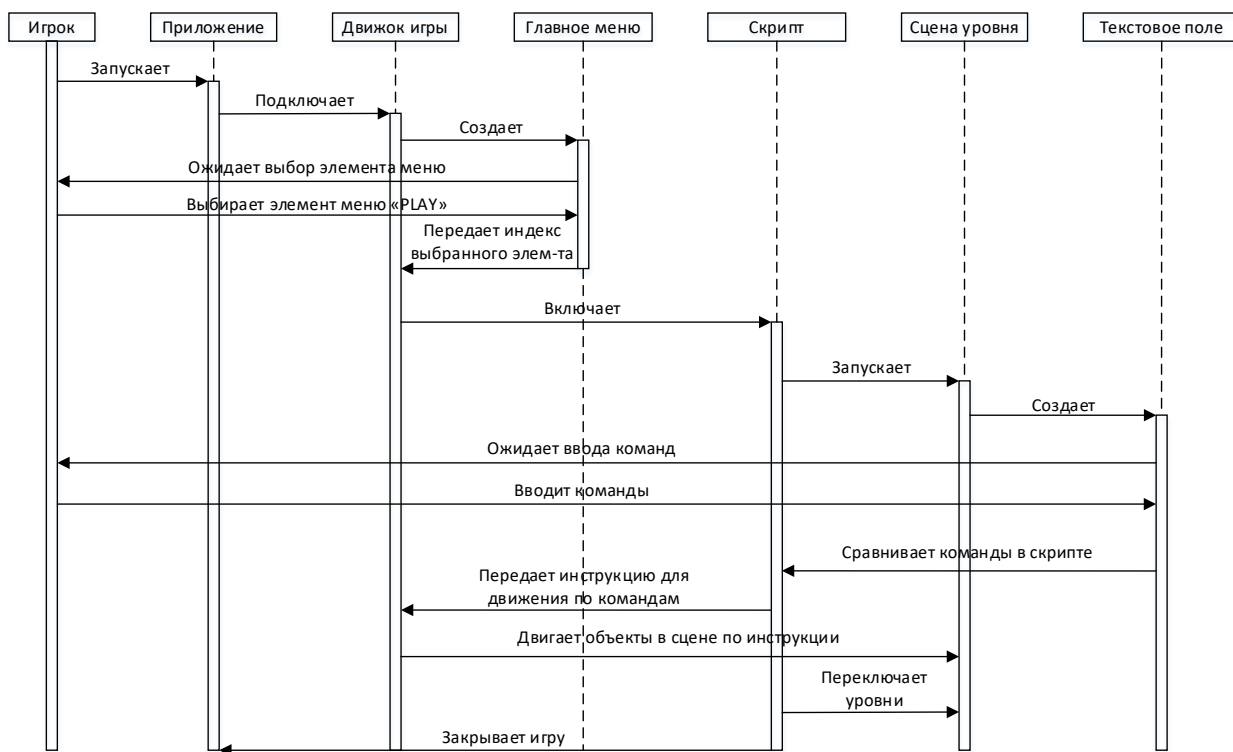 Игрок
Приложение
Движок игры
Главное меню
Скрипт
Сцена уровня
Текстовое поле
Запускает
Подключает
Создает
Ожидает выбор элемента меню
Выбирает элемент меню «PLAY»
Передает индекс
выбранного элем-та
Включает
Запускает
Создает
Ожидает ввода команд
Вводит команды
Сравнивает команды в скрипте
Передает инструкцию для
движения по командам
Двигает объекты в сцене по инструкции
Переключает
уровни
Закрывает игру